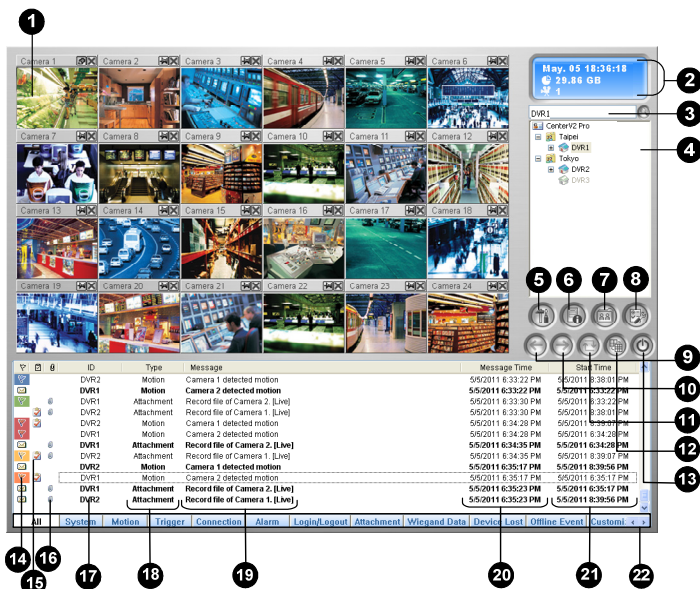 1
Camera 1 Camera 2 Camera 3 Camera 4 Camera 5 Camera 6
Camera 7 Camera 8 Camera 9 Camera 10 Camera 11 Camera 12
Camera 13 Camera 14 Camera 15 Camera 16 Camera 17 Camera 18
Camera 19 Camera 20 Camera 21 Camera 22 Camera 23 Camera 24
May. 05 18:36:18
29.86 GB
1
2
DVR1
3
CenterV2 Pro
4
Taipei
DVR1
Tokyo
DVR2
DVR3
5 6 7 8
9
10
11
12
13
ID Type Message Message Time Start Time
DVR2 Motion Camera 1 detected motion 5/5/2011 6:33:22 PM 5/5/2011 8:38:01 PM
DVR1 Motion Camera 2 detected motion 5/5/2011 6:33:22 PM 5/5/2011 6:33:22 PM
DVR1 Attachment Record file of Camera 2. [Live] 5/5/2011 6:33:30 PM 5/5/2011 6:33:22 PM
DVR2 Attachment Record file of Camera 1. [Live] 5/5/2011 6:33:30 PM 5/5/2011 8:38:01 PM
DVR2 Motion Camera 1 detected motion 5/5/2011 6:34:28 PM 5/5/2011 8:39:07 PM
DVR1 Motion Camera 2 detected motion 5/5/2011 6:34:28 PM 5/5/2011 6:34:28 PM
DVR1 Attachment Record file of Camera 2. [Live] 5/5/2011 6:34:35 PM 5/5/2011 6:34:28 PM
DVR2 Attachment Record file of Camera 1. [Live] 5/5/2011 6:34:35 PM 5/5/2011 8:39:07 PM
DVR2 Motion Camera 1 detected motion 5/5/2011 6:35:17 PM 5/5/2011 8:39:56 PM
DVR1 Motion Camera 2 detected motion 5/5/2011 6:35:17 PM 5/5/2011 6:35:17 PM
DVR1 Attachment Record file of Camera 2. [Live] 5/5/2011 6:35:23 PM 5/5/2011 6:35:17 PM
DVR2 Attachment Record file of Camera 1. [Live] 5/5/2011 6:35:23 PM 5/5/2011 8:39:56 PM
All System Motion Trigger Connection Alarm Login/Logout Attachment Wiegand Data Device Lost Offline Event Customi
14 15 16 17 18 19 20 21 22